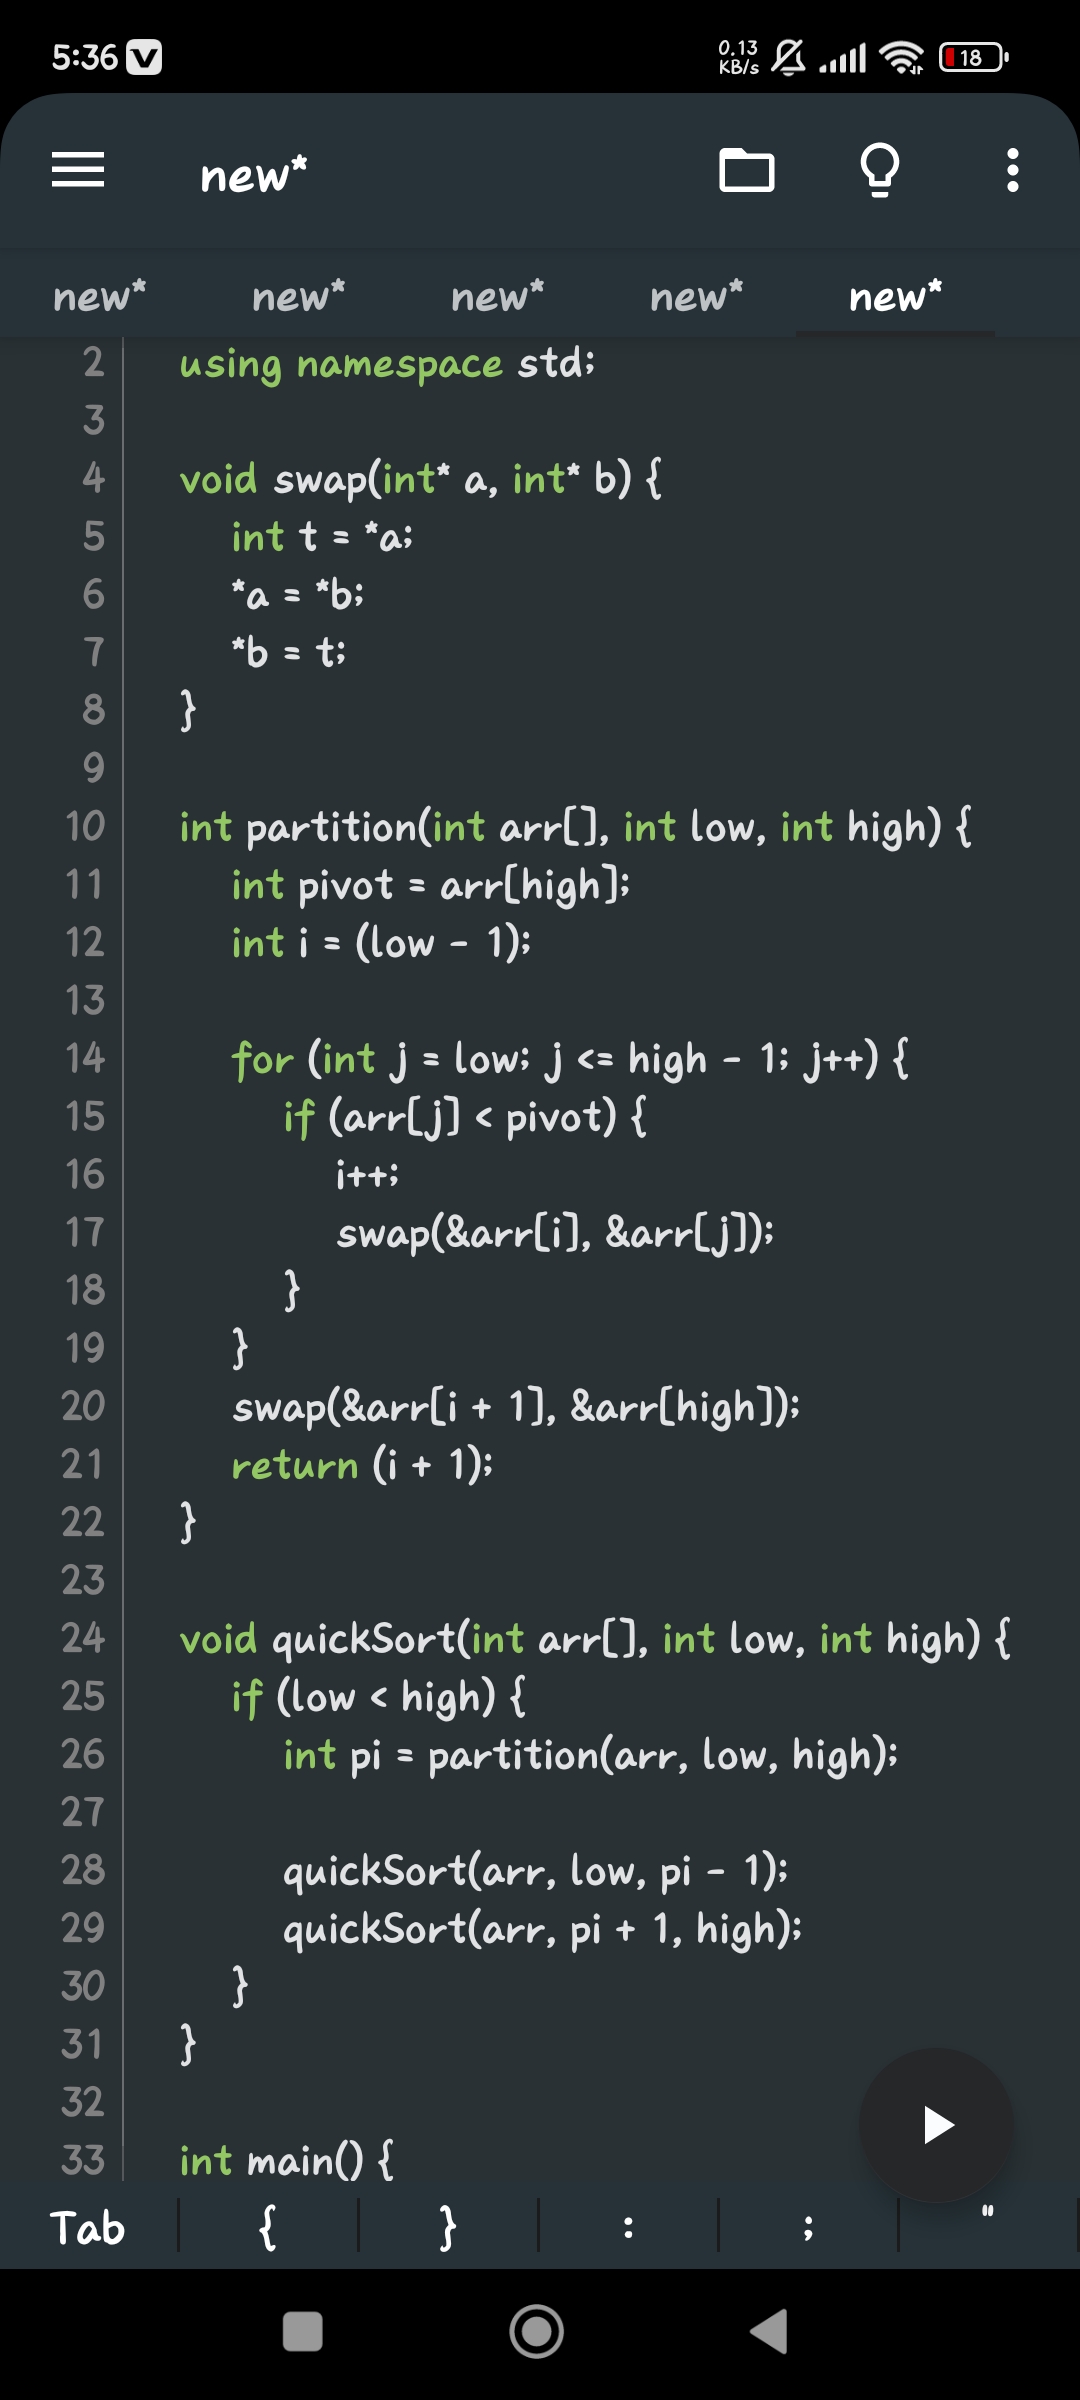 5:36
0.13
KB/s
18
new*
new* new* new* new* new*
2 using namespace std;
3
4 void swap(int* a, int* b) {
5 int t = *a;
6 *a = *b;
7 *b = t;
8 }
9
10 int partition(int arr[], int low, int high) {
11 int pivot = arr[high];
12 int i = (low - 1);
13
14 for (int j = low; j <= high - 1; j++) {
15 if (arr[j] < pivot) {
16 i++;
17 swap(&arr[i], &arr[j]);
18 }
19 }
20 swap(&arr[i + 1], &arr[high]);
21 return (i + 1);
22 }
23
24 void quickSort(int arr[], int low, int high) {
25 if (low < high) {
26 int pi = partition(arr, low, high);
27
28 quickSort(arr, low, pi - 1);
29 quickSort(arr, pi + 1, high);
30 }
31 }
32
33 int main() {
Tab { } : ; "